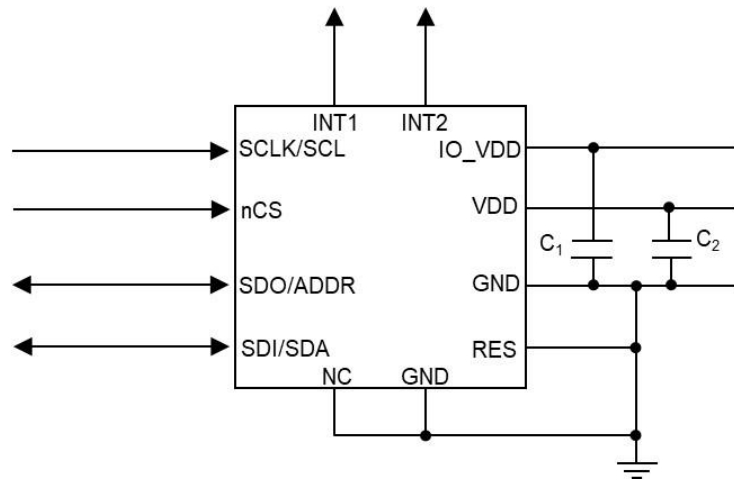 INT1 INT2
SCLK/SCL IO_VDD
nCS VDD
C₁ C₂
SDO/ADDR GND
SDI/SDA RES
NC GND